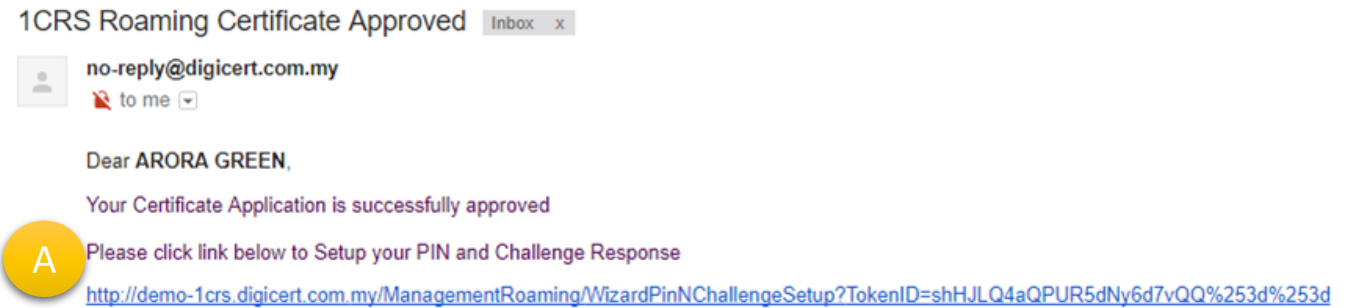 1CRS Roaming Certificate Approved Inbox x
no-reply@digicert.com.my
to me
Dear ARORA GREEN,
Your Certificate Application is successfully approved
A
Please click link below to Setup your PIN and Challenge Response
http://demo-1crs.digicert.com.my/ManagementRoaming/WizardPinNChallengeSetup?TokenID=shHJLQ4aQPUR5dNy6d7vQQ%253d%253d